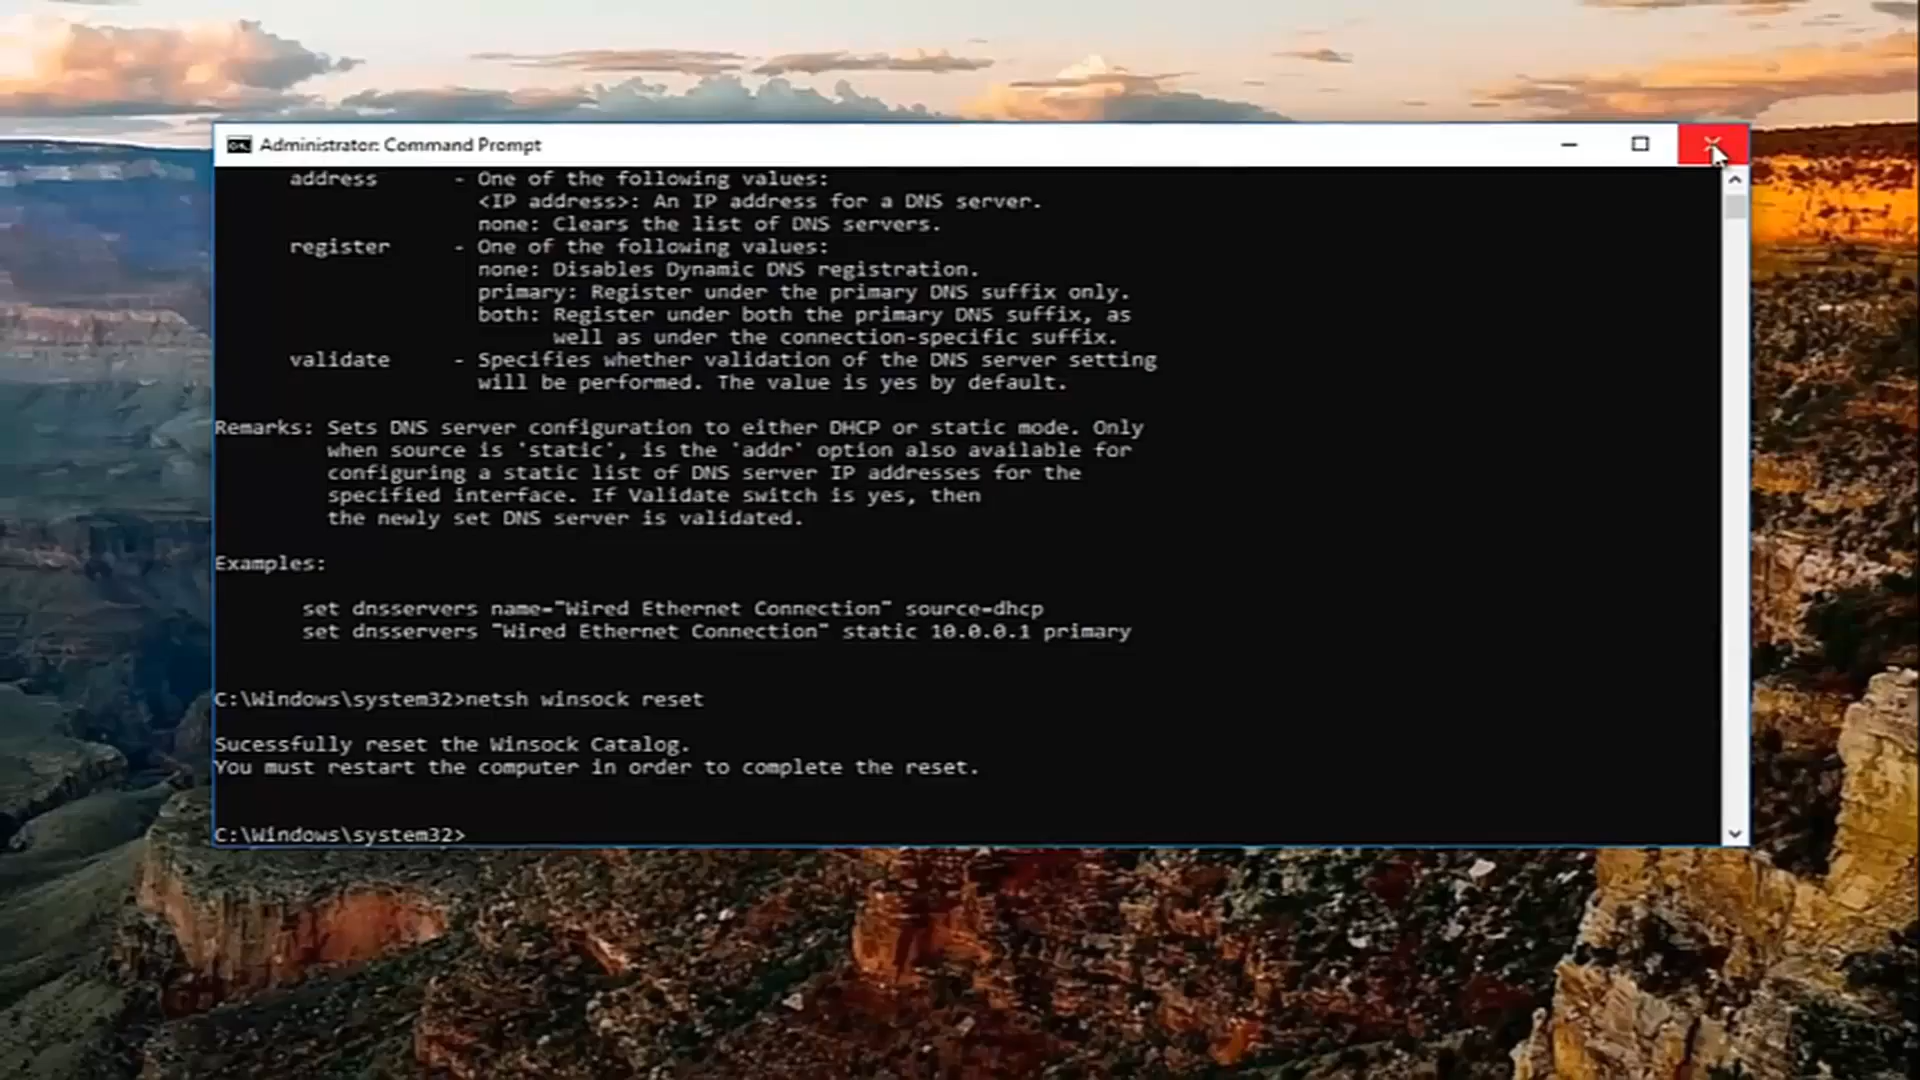 Administrator: Command Prompt
address - One of the following values:
<IP address>: An IP address for a DNS server.
none: Clears the list of DNS servers.
register - One of the following values:
none: Disables Dynamic DNS registration.
primary: Register under the primary DNS suffix only.
both: Register under both the primary DNS suffix, as
well as under the connection-specific suffix.
validate - Specifies whether validation of the DNS server setting
will be performed. The value is yes by default.
Remarks: Sets DNS server configuration to either DHCP or static mode. Only
when source is 'static', is the 'addr' option also available for
configuring a static list of DNS server IP addresses for the
specified interface. If Validate switch is yes, then
the newly set DNS server is validated.
Examples:
set dnsservers name="Wired Ethernet Connection" source=dhcp
set dnsservers "Wired Ethernet Connection" static 10.0.0.1 primary
C:\Windows\system32>netsh winsock reset
Sucessfully reset the Winsock Catalog.
You must restart the computer in order to complete the reset.
C:\Windows\system32>